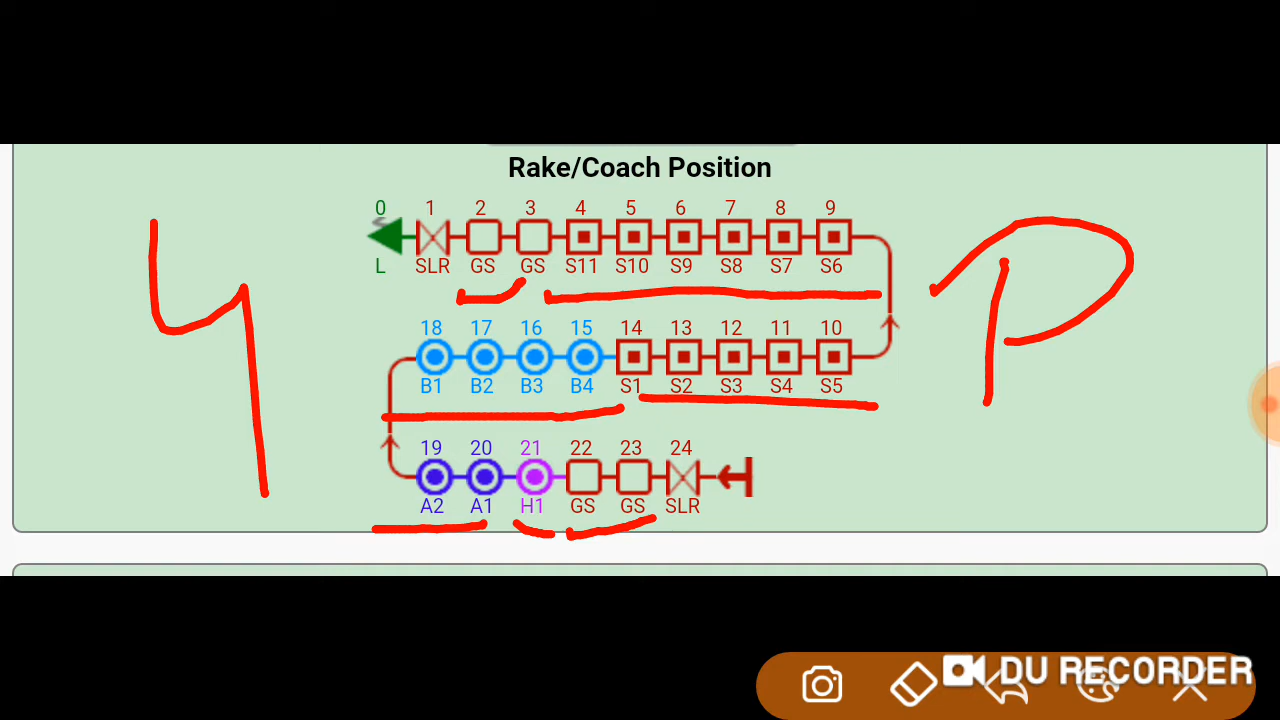 Rake/Coach Position
0 1 2 3 4 5 6 7 8 9
L SLR GS GS S11 S10 S9 S8 S7 S6
4 P
18 17 16 15 14 13 12 11 10
B1 B2 B3 B4 S1 S2 S3 S4 S5
19 20 21 22 23 24
A2 A1 H1 GS GS SLR
DU RECORDER